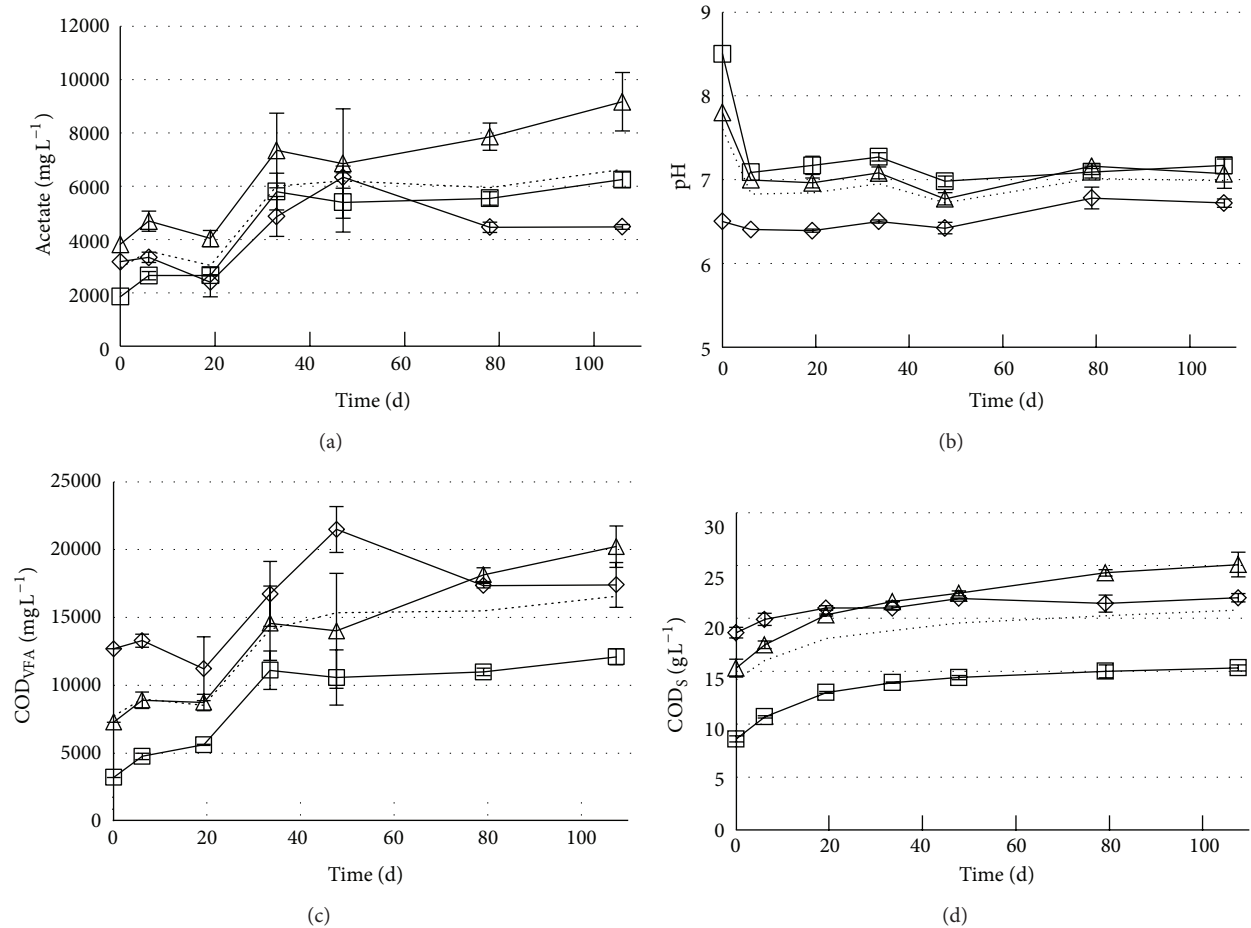 12000
10000
8000
6000
4000
2000
0
Acetate (mg L⁻¹)
0 20 40 60 80 100
Time (d)
(a)
9
8
7
6
5
pH
0 20 40 60 80 100
Time (d)
(b)
25000
20000
15000
10000
5000
0
COD_VFA (mg L⁻¹)
0 20 40 60 80 100
Time (d)
(c)
30
25
20
15
10
5
0
COD_S (g L⁻¹)
0 20 40 60 80 100
Time (d)
(d)